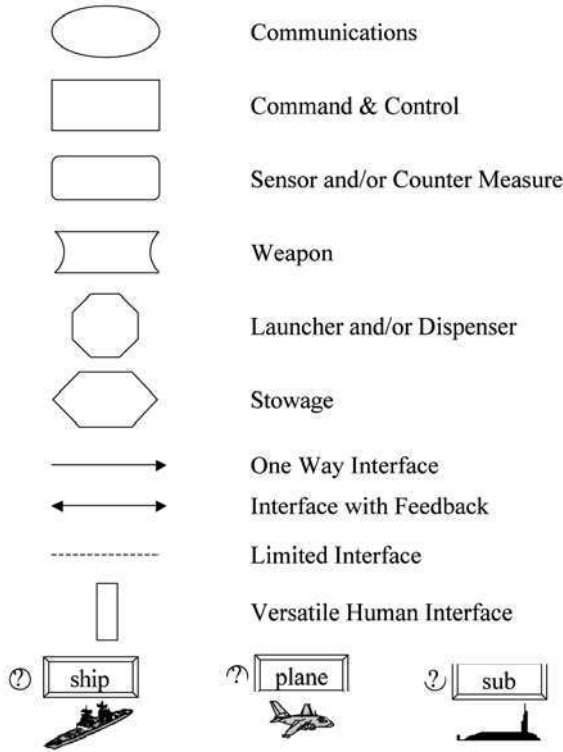 Communications
Command & Control
Sensor and/or Counter Measure
Weapon
Launcher and/or Dispenser
Stowage
One Way Interface
Interface with Feedback
Limited Interface
Versatile Human Interface
? ship ? plane ? sub